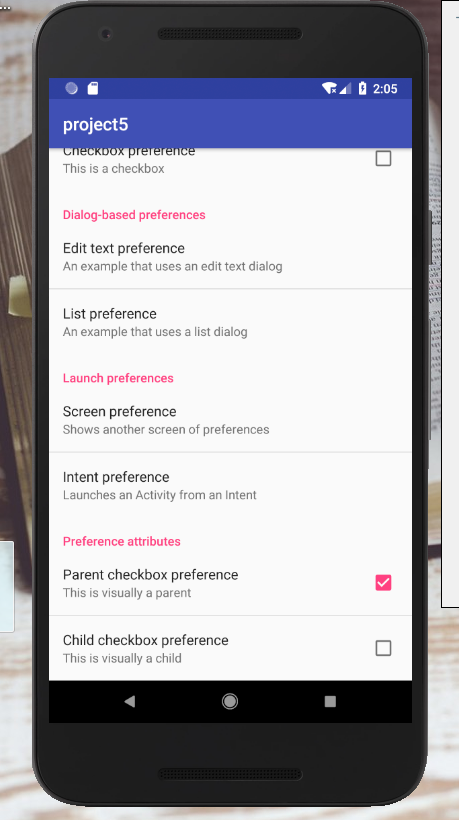 2:05
project5
Checkbox preference
This is a checkbox
Dialog-based preferences
Edit text preference
An example that uses an edit text dialog
List preference
An example that uses a list dialog
Launch preferences
Screen preference
Shows another screen of preferences
Intent preference
Launches an Activity from an Intent
Preference attributes
Parent checkbox preference
This is visually a parent
Child checkbox preference
This is visually a child